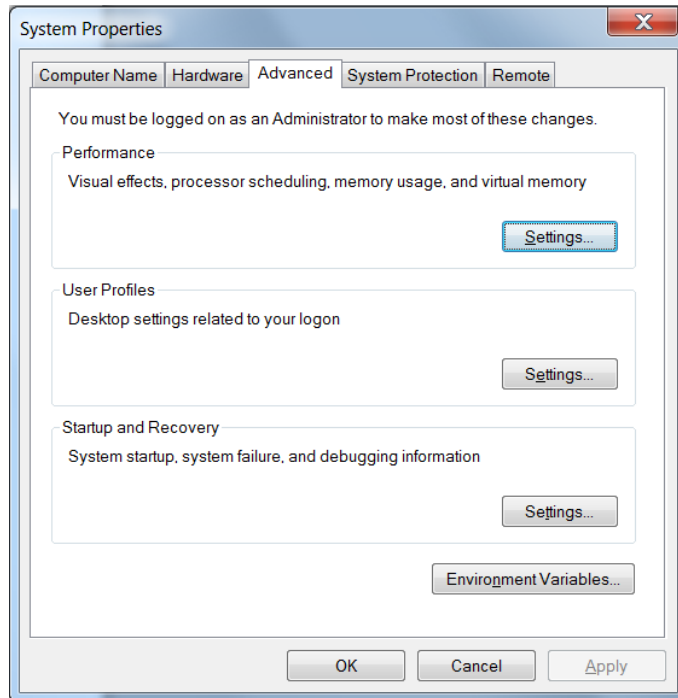 System Properties
Computer Name Hardware Advanced System Protection Remote
You must be logged on as an Administrator to make most of these changes.
Performance
Visual effects, processor scheduling, memory usage, and virtual memory
Settings...
User Profiles
Desktop settings related to your logon
Settings...
Startup and Recovery
System startup, system failure, and debugging information
Settings...
Environment Variables...
OK Cancel Apply